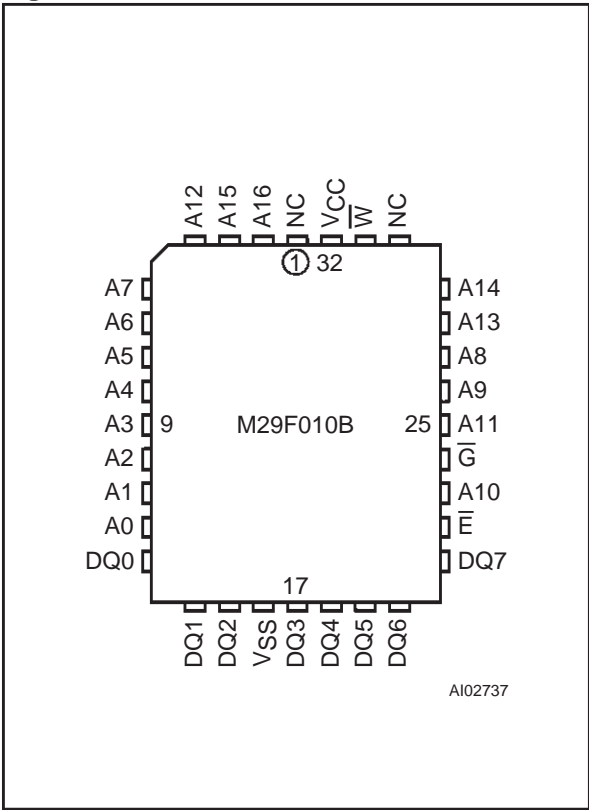 A12 A15 A16 NC VCC W̅ NC
1 32
A7 A14
A6 A13
A5 A8
A4 A9
A3 9 M29F010B 25 A11
A2 G̅
A1 A10
A0 E̅
DQ0 DQ7
17
DQ1 DQ2 VSS DQ3 DQ4 DQ5 DQ6
AI02737